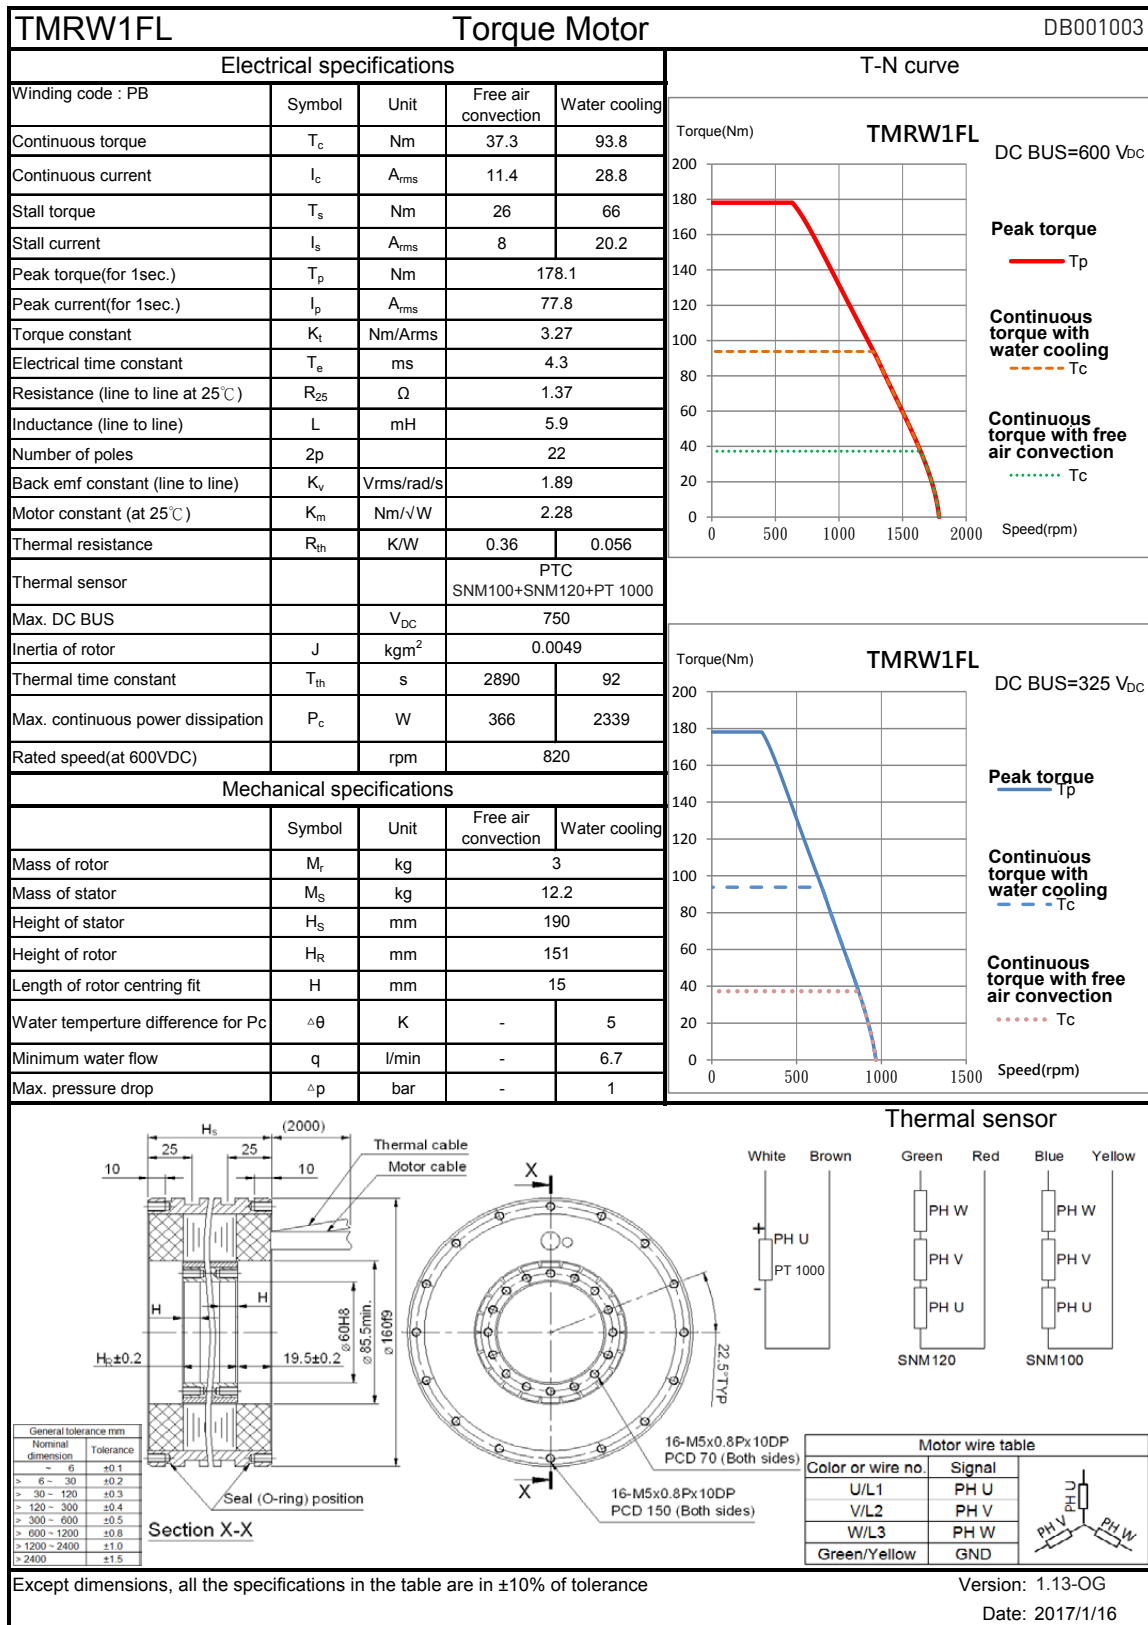 TMRW1FL Torque Motor DB001003
Electrical specifications
Winding code : PB Symbol Unit Free air convection Water cooling
Continuous torque Tc Nm 37.3 93.8
Continuous current Ic Arms 11.4 28.8
Stall torque Ts Nm 26 66
Stall current Is Arms 8 20.2
Peak torque(for 1sec.) Tp Nm 178.1
Peak current(for 1sec.) Ip Arms 77.8
Torque constant Kt Nm/Arms 3.27
Electrical time constant Te ms 4.3
Resistance (line to line at 25℃) R25 Ω 1.37
Inductance (line to line) L mH 5.9
Number of poles 2p 22
Back emf constant (line to line) Kv Vrms/rad/s 1.89
Motor constant (at 25℃) Km Nm/√W 2.28
Thermal resistance Rth K/W 0.36 0.056
Thermal sensor PTC SNM100+SNM120+PT 1000
Max. DC BUS VDC 750
Inertia of rotor J kgm² 0.0049
Thermal time constant Tth s 2890 92
Max. continuous power dissipation Pc W 366 2339
Rated speed(at 600VDC) rpm 820
Mechanical specifications
Symbol Unit Free air convection Water cooling
Mass of rotor Mr kg 3
Mass of stator MS kg 12.2
Height of stator HS mm 190
Height of rotor HR mm 151
Length of rotor centring fit H mm 15
Water temperture difference for Pc △θ K - 5
Minimum water flow q l/min - 6.7
Max. pressure drop △p bar - 1
T-N curve
Torque(Nm) TMRW1FL DC BUS=600 VDC
200
180
160
140
120
100
80
60
40
20
0
0 500 1000 1500 2000 Speed(rpm)
Peak torque
Tp
Continuous
torque with
water cooling
Tc
Continuous
torque with free
air convection
Tc
Torque(Nm) TMRW1FL DC BUS=325 VDC
200
180
160
140
120
100
80
60
40
20
0
0 500 1000 1500 Speed(rpm)
Peak torque
Tp
Continuous
torque with
water cooling
Tc
Continuous
torque with free
air convection
Tc
Hs (2000)
25 25
10 10
Thermal cable
Motor cable
H H
HR±0.2 19.5±0.2
⌀60H8
⌀85.5min.
⌀160f9
Seal (O-ring) position
Section X-X
X
X
22.5°TYP
16-M5x0.8Px10DP
PCD 70 (Both sides)
16-M5x0.8Px10DP
PCD 150 (Both sides)
General tolerance mm
Nominal dimension Tolerance
~ 6 ±0.1
> 6 ~ 30 ±0.2
> 30 ~ 120 ±0.3
> 120 ~ 300 ±0.4
> 300 ~ 600 ±0.5
> 600 ~ 1200 ±0.8
> 1200 ~ 2400 ±1.0
> 2400 ±1.5
Thermal sensor
White Brown Green Red Blue Yellow
+ PH U
PT 1000
-
PH W
PH V
PH U
SNM120
PH W
PH V
PH U
SNM100
Motor wire table
Color or wire no. Signal
U/L1 PH U
V/L2 PH V
W/L3 PH W
Green/Yellow GND
PH U
PH V
PH W
Except dimensions, all the specifications in the table are in ±10% of tolerance
Version: 1.13-OG
Date: 2017/1/16